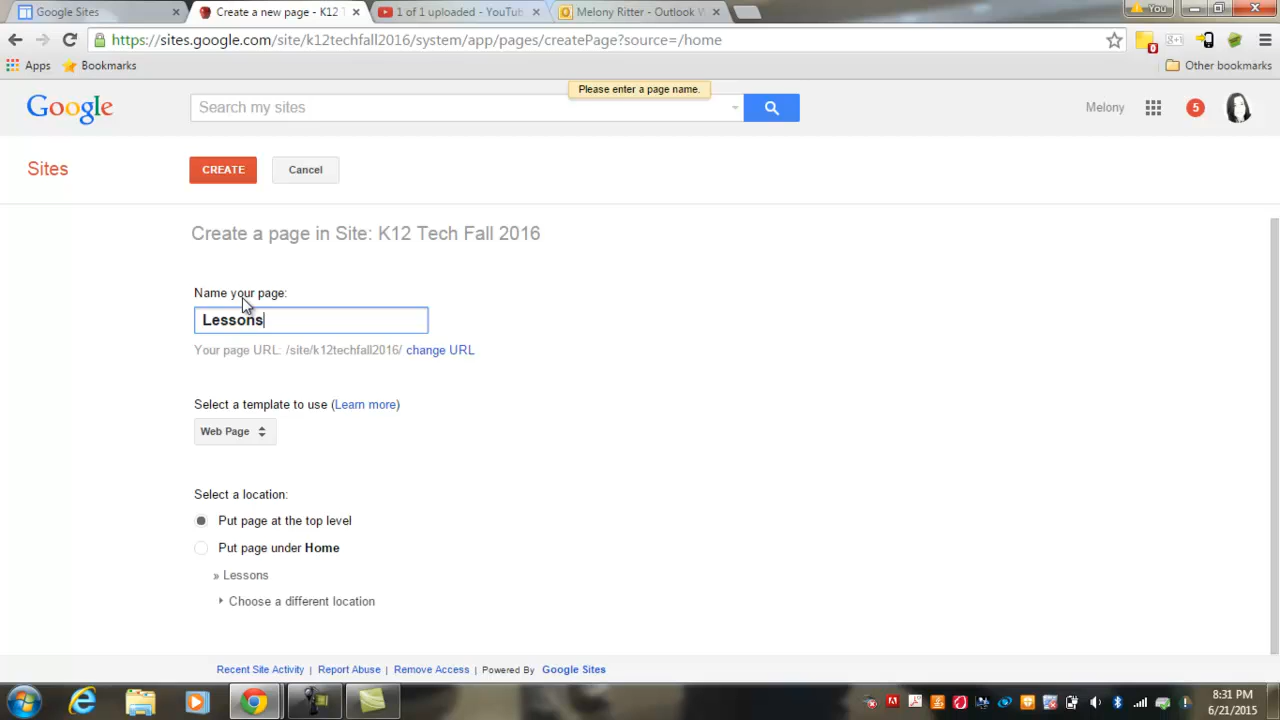 Google Sites
Create a new page - K12 T
1 of 1 uploaded - YouTub
Melony Ritter - Outlook W
You
https://sites.google.com/site/k12techfall2016/system/app/pages/createPage?source=/home
0
g+1
Apps
Bookmarks
Other bookmarks
Please enter a page name.
Google
Search my sites
Melony
5
Sites
CREATE
Cancel
Create a page in Site: K12 Tech Fall 2016
Name your page:
Lessons
Your page URL: /site/k12techfall2016/ change URL
Select a template to use (Learn more)
Web Page
Select a location:
Put page at the top level
Put page under Home
» Lessons
Choose a different location
Recent Site Activity | Report Abuse | Remove Access | Powered By Google Sites
8:31 PM
6/21/2015